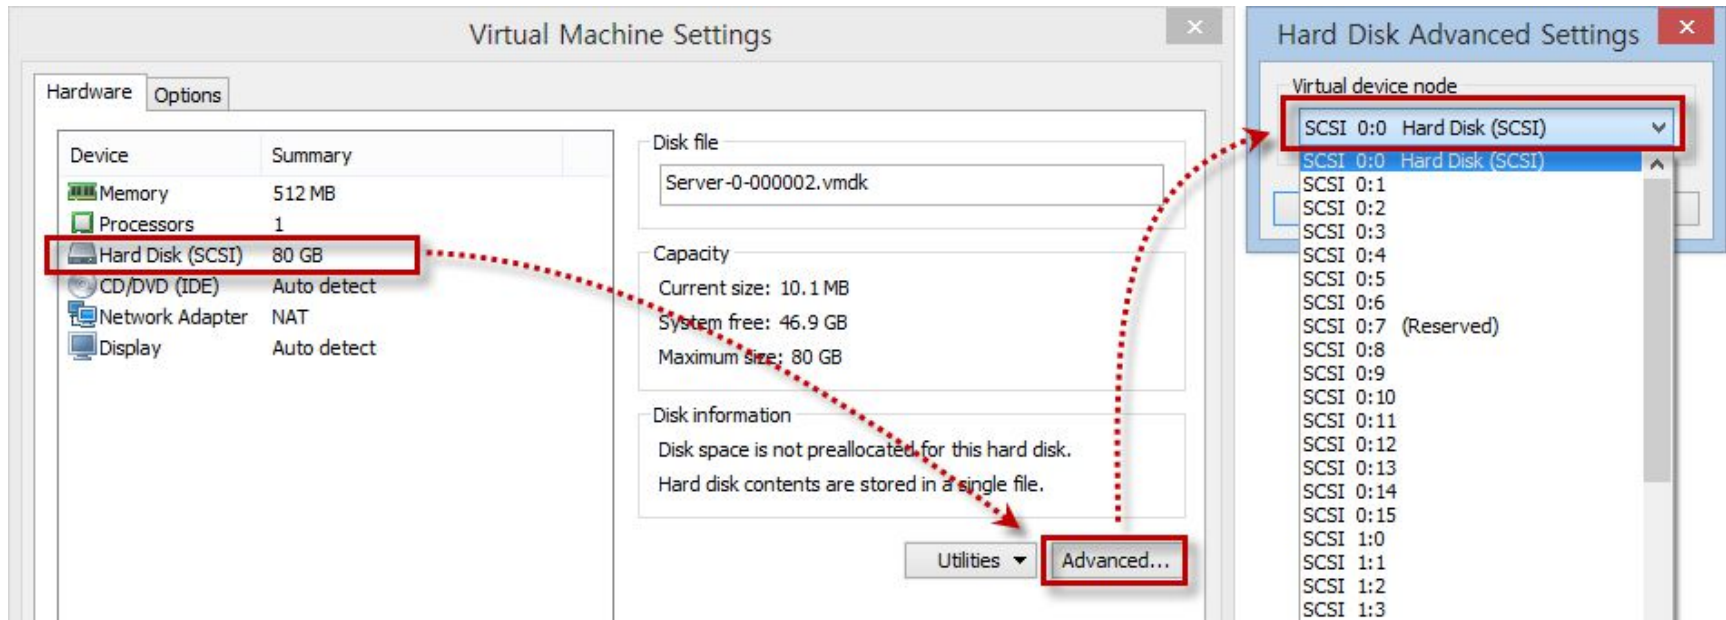 Virtual Machine Settings
Hardware
Options
Device Summary
Memory 512 MB
Processors 1
Hard Disk (SCSI) 80 GB
CD/DVD (IDE) Auto detect
Network Adapter NAT
Display Auto detect
Disk file
Server-0-000002.vmdk
Capacity
Current size: 10.1 MB
System free: 46.9 GB
Maximum size: 80 GB
Disk information
Disk space is not preallocated for this hard disk.
Hard disk contents are stored in a single file.
Utilities
Advanced...
Hard Disk Advanced Settings
Virtual device node
SCSI 0:0 Hard Disk (SCSI)
SCSI 0:0 Hard Disk (SCSI)
SCSI 0:1
SCSI 0:2
SCSI 0:3
SCSI 0:4
SCSI 0:5
SCSI 0:6
SCSI 0:7 (Reserved)
SCSI 0:8
SCSI 0:9
SCSI 0:10
SCSI 0:11
SCSI 0:12
SCSI 0:13
SCSI 0:14
SCSI 0:15
SCSI 1:0
SCSI 1:1
SCSI 1:2
SCSI 1:3